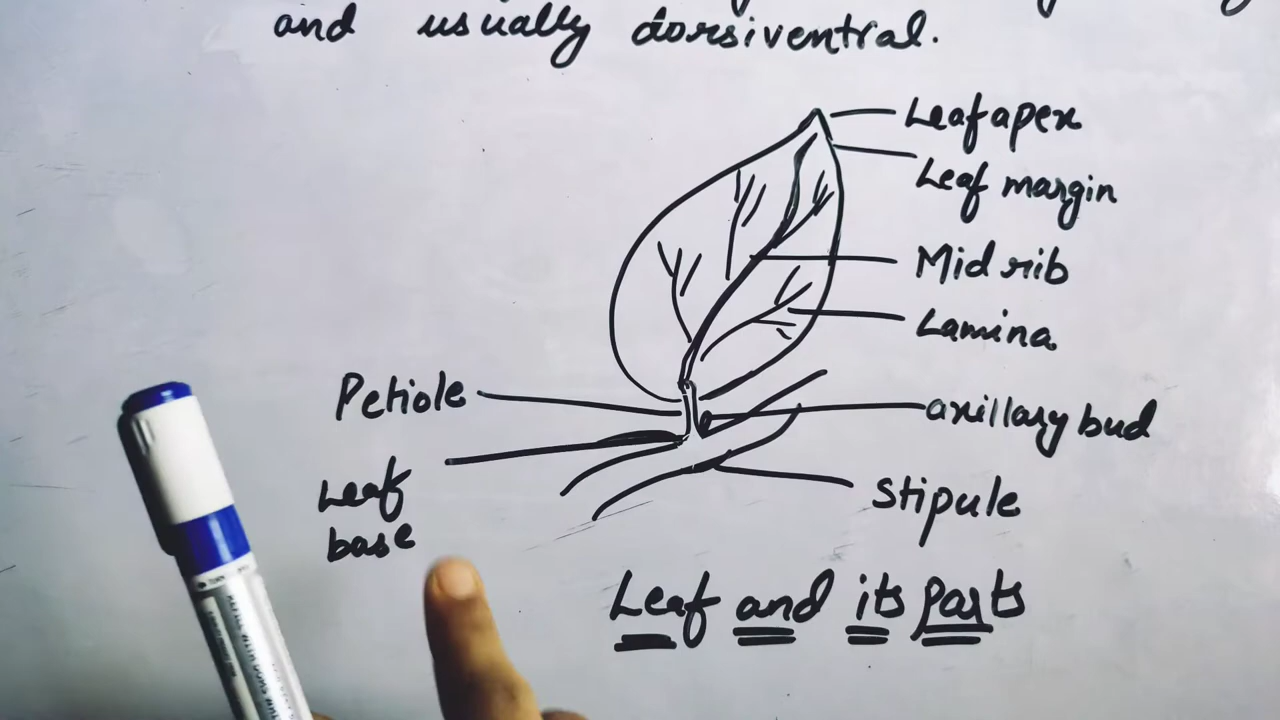 and usually dorsiventral.
Leaf apex
Leaf margin
Mid rib
Lamina
Petiole
axillary bud
Leaf
base
Stipule
Leaf and its parts